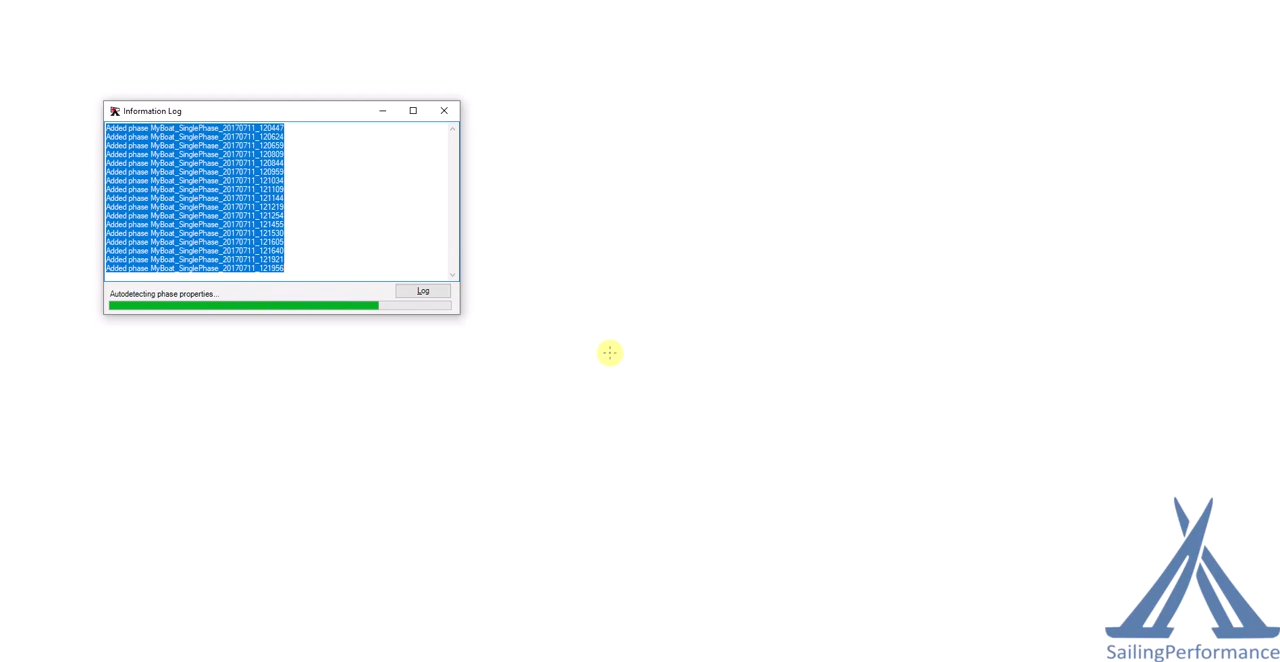 Information Log
Added phase MyBoat_SinglePhase_20170711_120447
Added phase MyBoat_SinglePhase_20170711_120624
Added phase MyBoat_SinglePhase_20170711_120659
Added phase MyBoat_SinglePhase_20170711_120809
Added phase MyBoat_SinglePhase_20170711_120844
Added phase MyBoat_SinglePhase_20170711_120959
Added phase MyBoat_SinglePhase_20170711_121034
Added phase MyBoat_SinglePhase_20170711_121109
Added phase MyBoat_SinglePhase_20170711_121144
Added phase MyBoat_SinglePhase_20170711_121219
Added phase MyBoat_SinglePhase_20170711_121254
Added phase MyBoat_SinglePhase_20170711_121455
Added phase MyBoat_SinglePhase_20170711_121530
Added phase MyBoat_SinglePhase_20170711_121605
Added phase MyBoat_SinglePhase_20170711_121640
Added phase MyBoat_SinglePhase_20170711_121921
Added phase MyBoat_SinglePhase_20170711_121956
Autodetecting phase properties...
Log
SailingPerformance